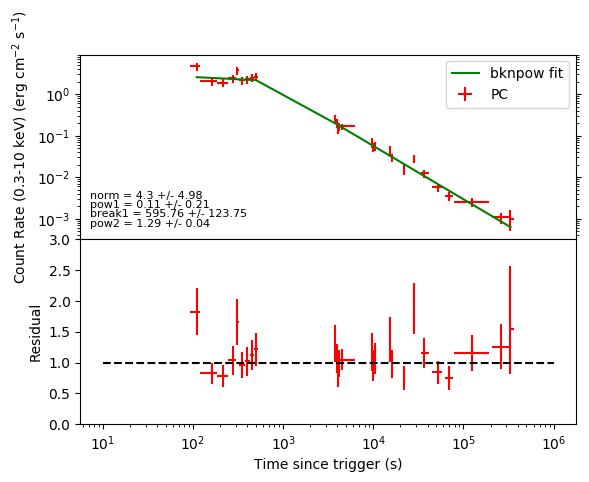 Count Rate (0.3-10 keV) (erg cm⁻² s⁻¹)
10⁰
10⁻¹
10⁻²
10⁻³
bknpow fit
PC
norm = 4.3 +/- 4.98
pow1 = 0.11 +/- 0.21
break1 = 595.76 +/- 123.75
pow2 = 1.29 +/- 0.04
Residual
3.0
2.5
2.0
1.5
1.0
0.5
0.0
10¹ 10² 10³ 10⁴ 10⁵ 10⁶
Time since trigger (s)